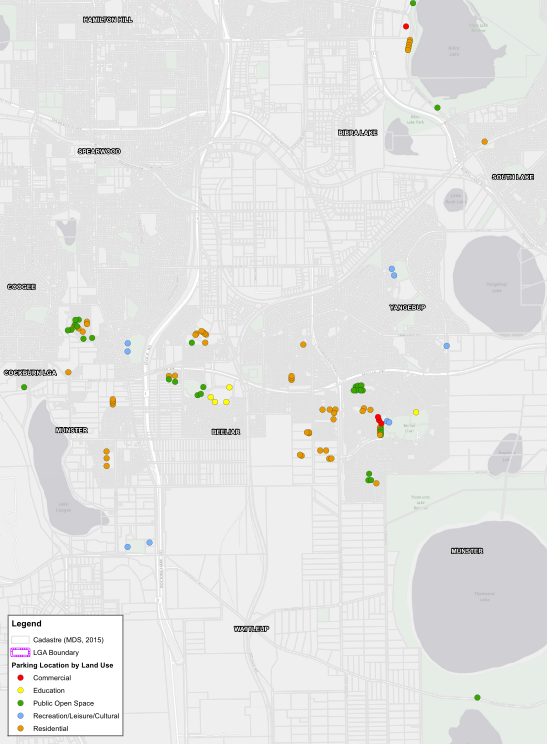 HAMILTON HILL
BIBRA LAKE
SPEARWOOD
SOUTH LAKE
COOGEE
YANGEBUP
COCKBURN LGA
MUNSTER
BEELIAR
MUNSTER
WATTLEUP
Legend
Cadastre (MDS, 2015)
LGA Boundary
Parking Location by Land Use
Commercial
Education
Public Open Space
Recreation/Leisure/Cultural
Residential